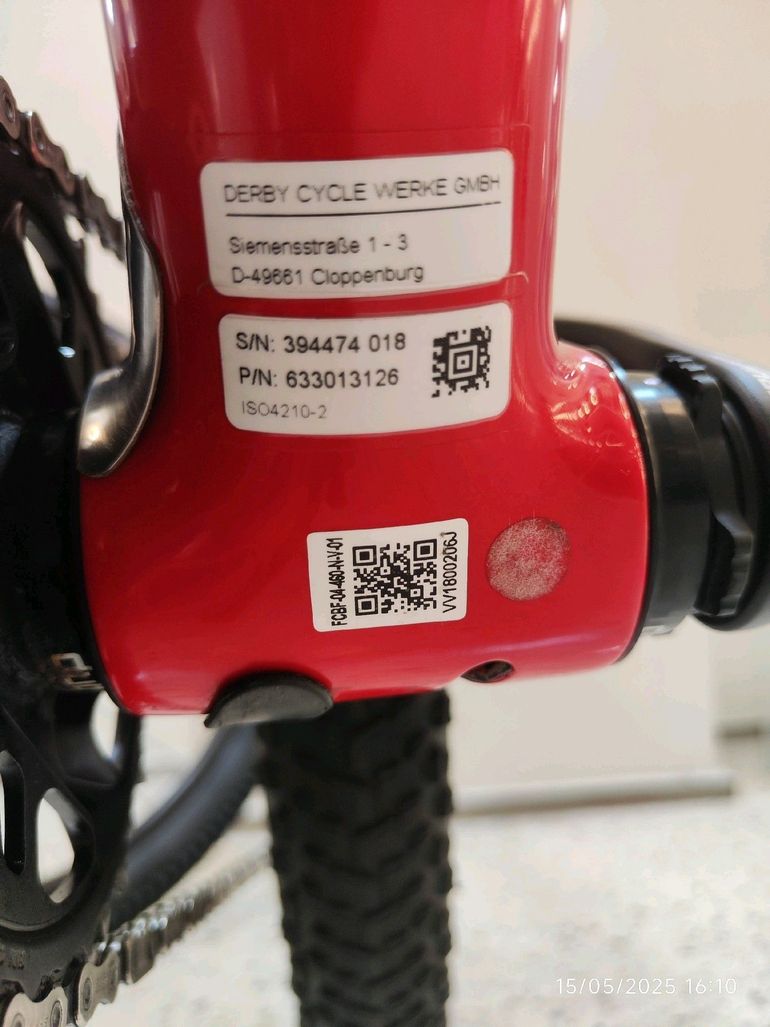 DERBY CYCLE WERKE GMBH
Siemensstraße 1 - 3
D-49661 Cloppenburg
S/N: 394474 018
P/N: 633013126
ISO4210-2
FCBF-04-460-N-V-01
VV1800206J
15/05/2025 16:10